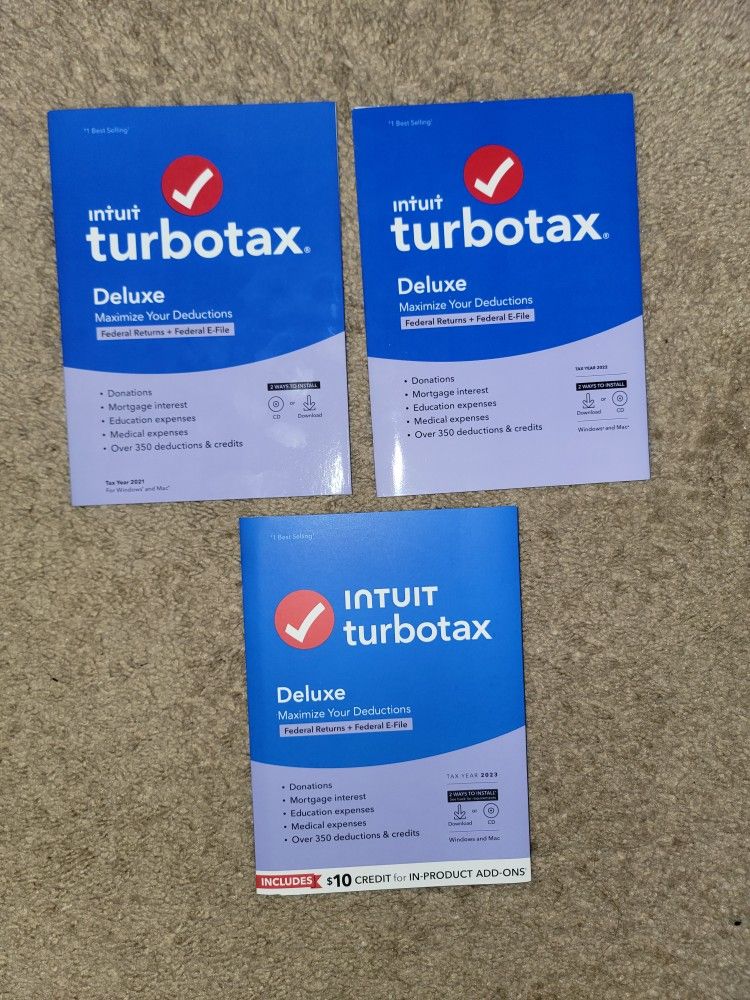 #1 Best Selling†
ıntuıt
turbotax®
Deluxe
Maximize Your Deductions
Federal Returns + Federal E-File
• Donations
• Mortgage interest
• Education expenses
• Medical expenses
• Over 350 deductions & credits
2 WAYS TO INSTALL
or
CD
Download
Tax Year 2021
For Windows® and Mac®
#1 Best Selling†
ıntuıt
turbotax®
Deluxe
Maximize Your Deductions
Federal Returns + Federal E-File
• Donations
• Mortgage interest
• Education expenses
• Medical expenses
• Over 350 deductions & credits
TAX YEAR 2022
2 WAYS TO INSTALL
or
Download
CD
Windows® and Mac®
#1 Best Selling†
INTUIT
turbotax
Deluxe
Maximize Your Deductions
Federal Returns + Federal E-File
• Donations
• Mortgage interest
• Education expenses
• Medical expenses
• Over 350 deductions & credits
TAX YEAR 2023
2 WAYS TO INSTALL*
or
Download
CD
Windows and Mac
INCLUDES $10 CREDIT for IN-PRODUCT ADD-ONS*